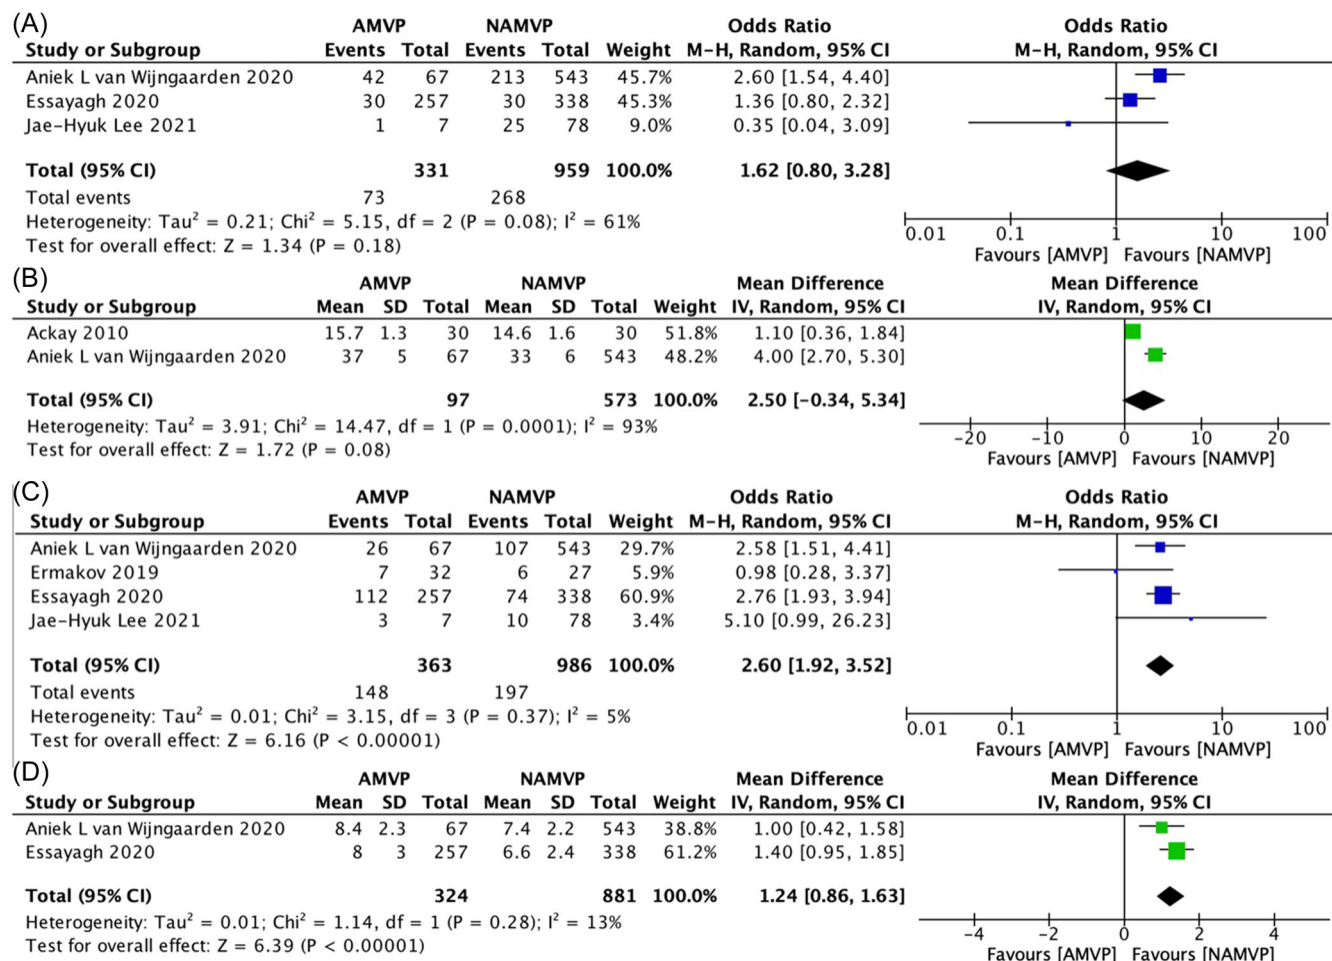 (A) AMVP NAMVP Odds Ratio Odds Ratio
Study or Subgroup Events Total Events Total Weight M-H, Random, 95% CI M-H, Random, 95% CI
Aniek L van Wijngaarden 2020 42 67 213 543 45.7% 2.60 [1.54, 4.40]
Essayagh 2020 30 257 30 338 45.3% 1.36 [0.80, 2.32]
Jae-Hyuk Lee 2021 1 7 25 78 9.0% 0.35 [0.04, 3.09]
Total (95% CI) 331 959 100.0% 1.62 [0.80, 3.28]
Total events 73 268
Heterogeneity: Tau² = 0.21; Chi² = 5.15, df = 2 (P = 0.08); I² = 61%
Test for overall effect: Z = 1.34 (P = 0.18)
0.01 0.1 1 10 100
Favours [AMVP] Favours [NAMVP]
(B) AMVP NAMVP Mean Difference Mean Difference
Study or Subgroup Mean SD Total Mean SD Total Weight IV, Random, 95% CI IV, Random, 95% CI
Ackay 2010 15.7 1.3 30 14.6 1.6 30 51.8% 1.10 [0.36, 1.84]
Aniek L van Wijngaarden 2020 37 5 67 33 6 543 48.2% 4.00 [2.70, 5.30]
Total (95% CI) 97 573 100.0% 2.50 [-0.34, 5.34]
Heterogeneity: Tau² = 3.91; Chi² = 14.47, df = 1 (P = 0.0001); I² = 93%
Test for overall effect: Z = 1.72 (P = 0.08)
-20 -10 0 10 20
Favours [AMVP] Favours [NAMVP]
(C) AMVP NAMVP Odds Ratio Odds Ratio
Study or Subgroup Events Total Events Total Weight M-H, Random, 95% CI M-H, Random, 95% CI
Aniek L van Wijngaarden 2020 26 67 107 543 29.7% 2.58 [1.51, 4.41]
Ermakov 2019 7 32 6 27 5.9% 0.98 [0.28, 3.37]
Essayagh 2020 112 257 74 338 60.9% 2.76 [1.93, 3.94]
Jae-Hyuk Lee 2021 3 7 10 78 3.4% 5.10 [0.99, 26.23]
Total (95% CI) 363 986 100.0% 2.60 [1.92, 3.52]
Total events 148 197
Heterogeneity: Tau² = 0.01; Chi² = 3.15, df = 3 (P = 0.37); I² = 5%
Test for overall effect: Z = 6.16 (P < 0.00001)
0.01 0.1 1 10 100
Favours [AMVP] Favours [NAMVP]
(D) AMVP NAMVP Mean Difference Mean Difference
Study or Subgroup Mean SD Total Mean SD Total Weight IV, Random, 95% CI IV, Random, 95% CI
Aniek L van Wijngaarden 2020 8.4 2.3 67 7.4 2.2 543 38.8% 1.00 [0.42, 1.58]
Essayagh 2020 8 3 257 6.6 2.4 338 61.2% 1.40 [0.95, 1.85]
Total (95% CI) 324 881 100.0% 1.24 [0.86, 1.63]
Heterogeneity: Tau² = 0.01; Chi² = 1.14, df = 1 (P = 0.28); I² = 13%
Test for overall effect: Z = 6.39 (P < 0.00001)
-4 -2 0 2 4
Favours [AMVP] Favours [NAMVP]